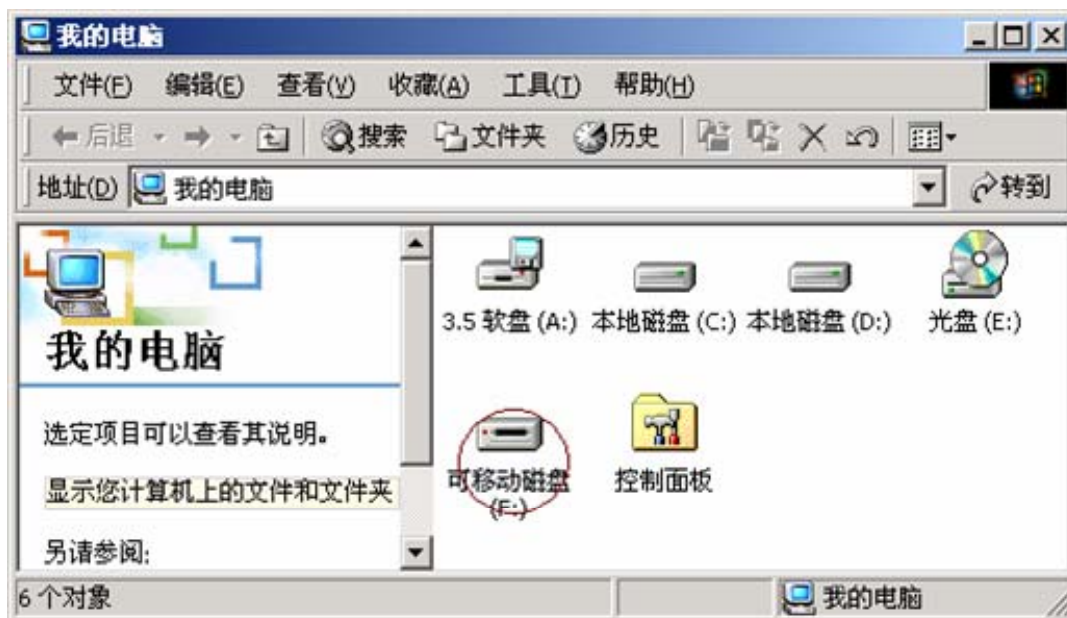 我的电脑
文件(F) 编辑(E) 查看(V) 收藏(A) 工具(T) 帮助(H)
后退 搜索 文件夹 历史
地址(D) 我的电脑 转到
我的电脑
选定项目可以查看其说明。
显示您计算机上的文件和文件夹
另请参阅:
3.5 软盘 (A:) 本地磁盘 (C:) 本地磁盘 (D:) 光盘 (E:)
可移动磁盘
(F:)
控制面板
6 个对象 我的电脑